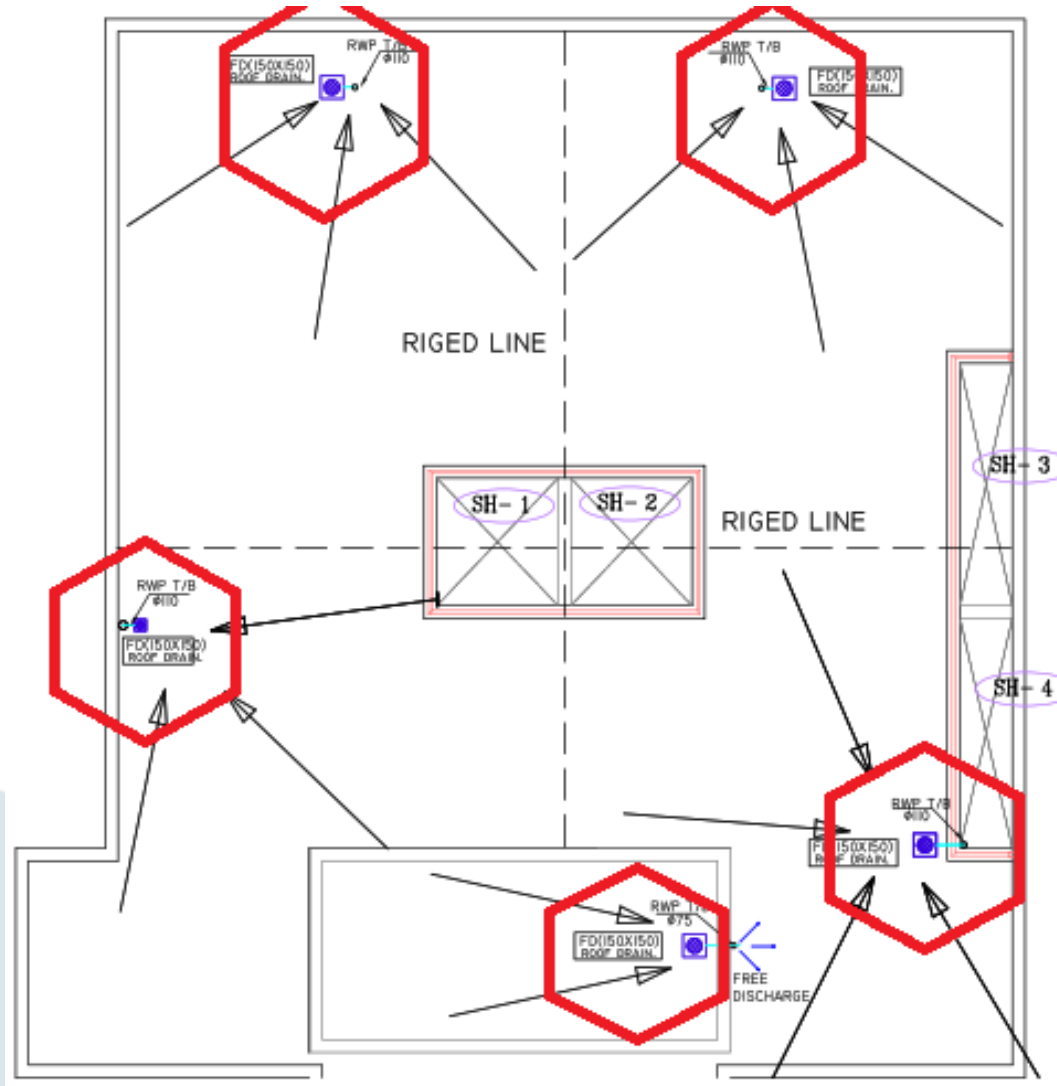 RWP T/B
Φ110
FD(150X150)
ROOF DRAIN.
RWP T/B
Φ110
FD(150X150)
ROOF DRAIN.
RIGED LINE
SH- 3
SH- 1
SH- 2
RIGED LINE
RWP T/B
Φ110
FD(150X150)
ROOF DRAIN.
SH- 4
RWP T/B
Φ110
FD(150X150)
ROOF DRAIN.
RWP
Φ75
FD(150X150)
ROOF DRAIN.
FREE
DISCHARGE